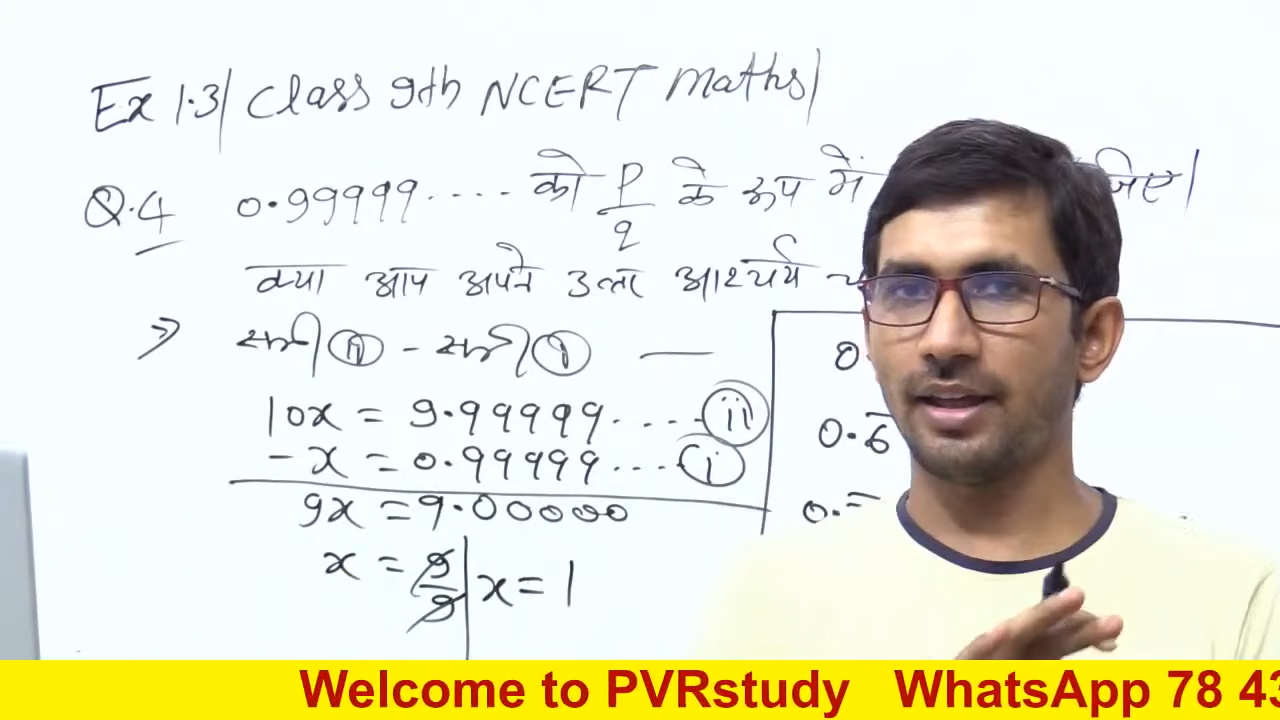 Ex 1.3| Class 9th NCERT Maths|
Q.4 0.99999.... को p/q के रूप में
क्या आप अपने उत्तर आश्चर्य
⇒ समी (ii) - समी (i) —
10x = 9.99999.... (ii)
-x = 0.99999.... (i)
9x = 9.00000
x = 9/9 | x = 1
0.6̅
Welcome to PVRstudy WhatsApp 78 43